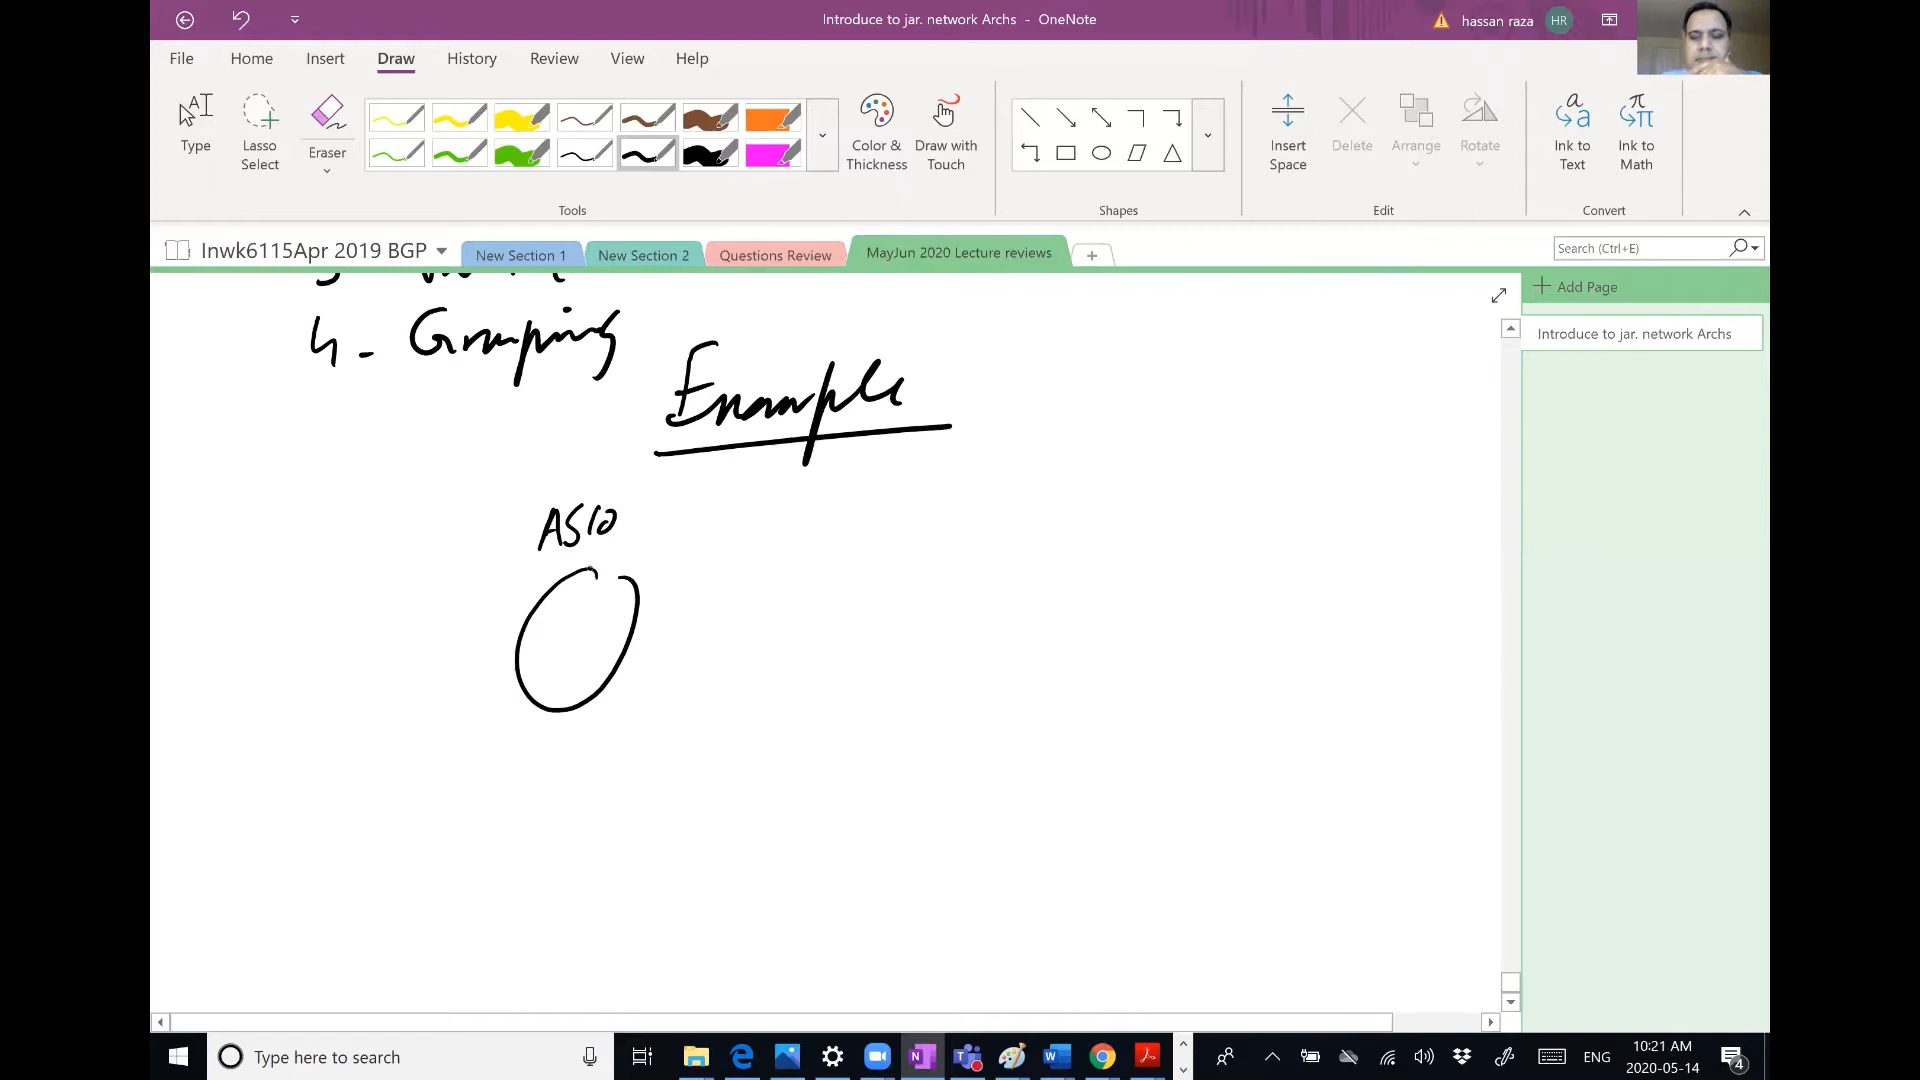 Introduce to jar. network Archs - OneNote
hassan raza HR
File Home Insert Draw History Review View Help
Type
Lasso Select
Eraser
Color & Thickness
Draw with Touch
Insert Space
Delete
Arrange
Rotate
Ink to Text
Ink to Math
Tools Shapes Edit Convert
Inwk6115Apr 2019 BGP New Section 1 New Section 2 Questions Review MayJun 2020 Lecture reviews + Search (Ctrl+E)
Add Page
Introduce to jar. network Archs
4- Grouping
Example
AS10
Type here to search
ENG
10:21 AM
2020-05-14
4